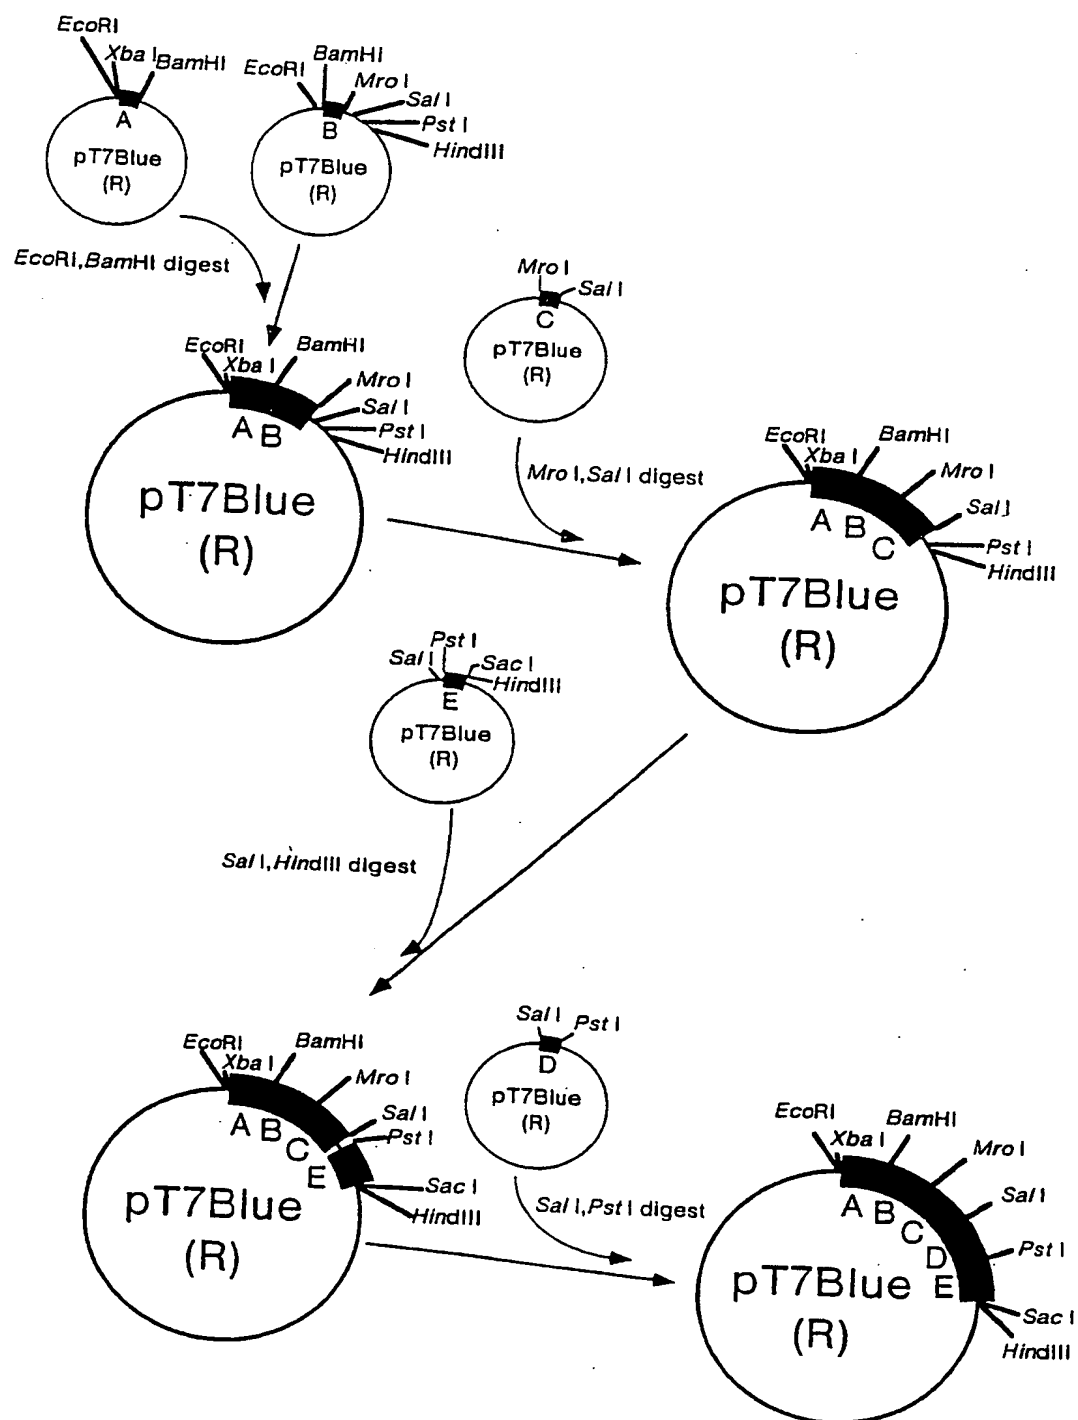 EcoRI
Xba I
BamHI
A
pT7Blue
(R)
EcoRI
BamHI
Mro I
Sal I
Pst I
HindIII
B
pT7Blue
(R)
EcoRI,BamHI digest
Mro I
Sal I
C
pT7Blue
(R)
Mro I,Sal I digest
EcoRI
Xba I
BamHI
Mro I
Sal I
Pst I
HindIII
A B
pT7Blue
(R)
EcoRI
Xba I
BamHI
Mro I
Sal I
Pst I
HindIII
A B C
pT7Blue
(R)
Sal I
Pst I
Sac I
HindIII
E
pT7Blue
(R)
Sal I,HindIII digest
EcoRI
Xba I
BamHI
Mro I
Sal I
Pst I
Sac I
HindIII
A B C E
pT7Blue
(R)
Sal I
Pst I
D
pT7Blue
(R)
Sal I,Pst I digest
EcoRI
Xba I
BamHI
Mro I
Sal I
Pst I
Sac I
HindIII
A B C D E
pT7Blue
(R)